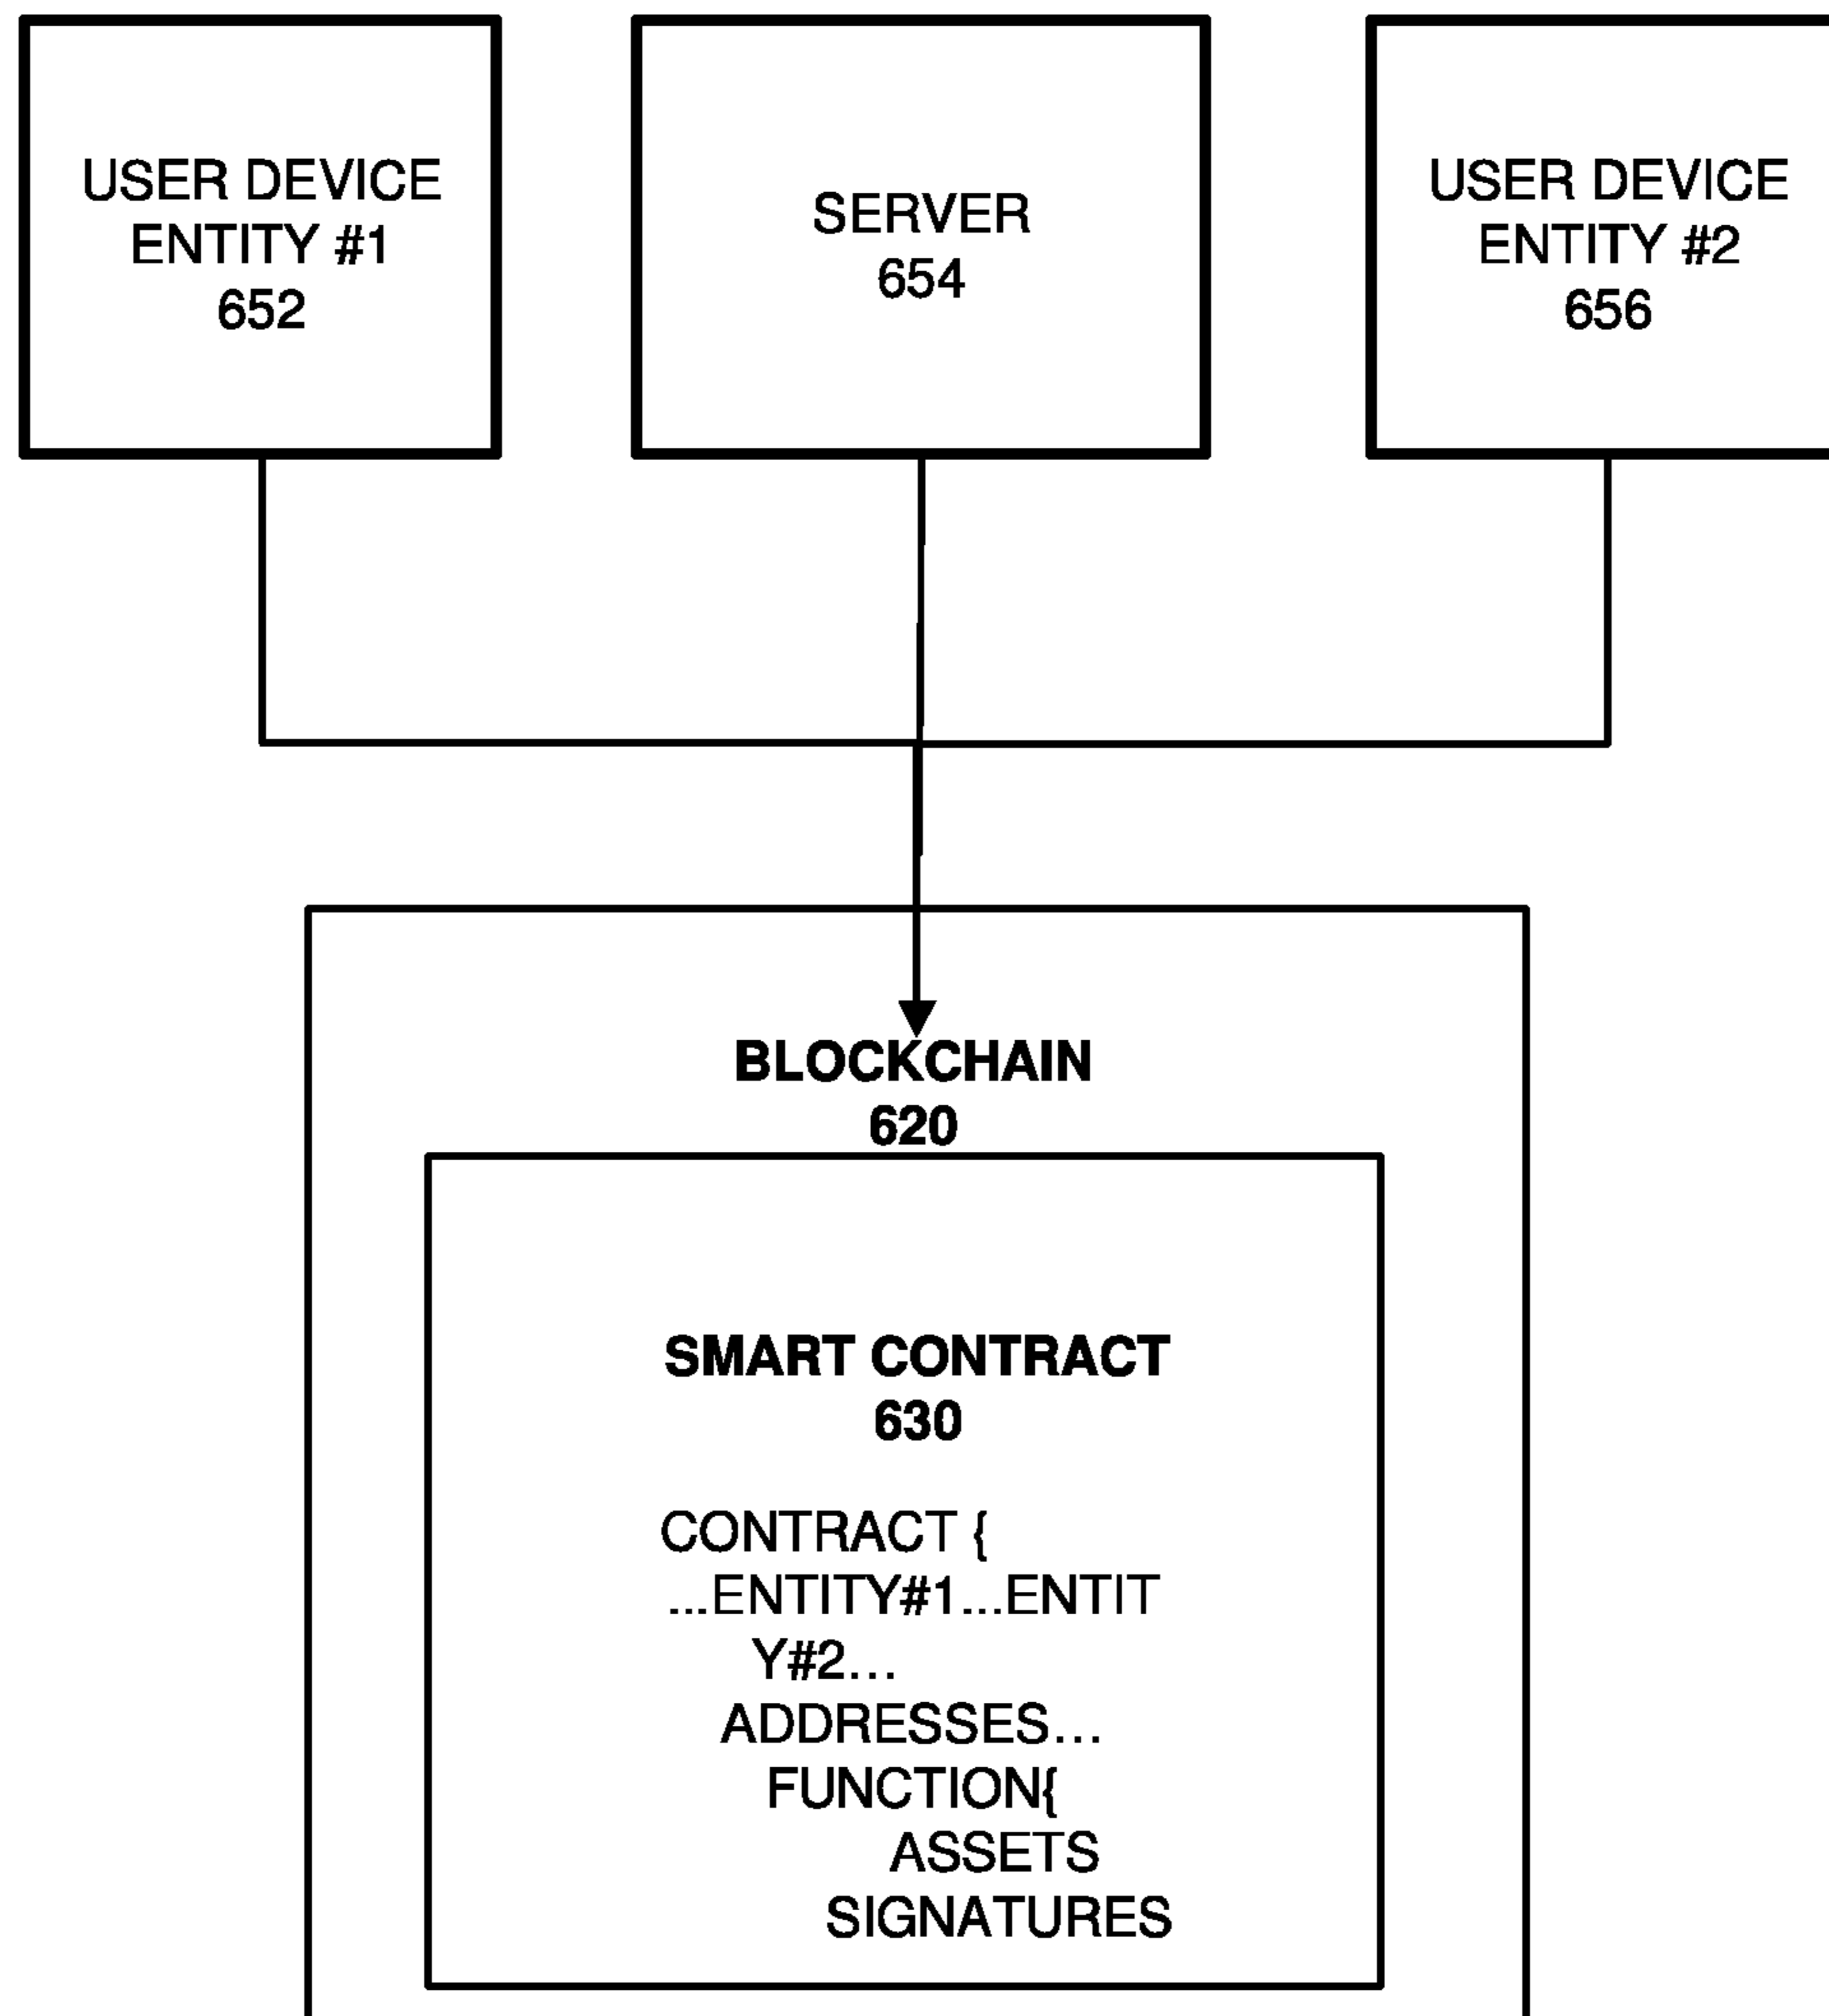 USER DEVICE
ENTITY #1
652
SERVER
654
USER DEVICE
ENTITY #2
656
BLOCKCHAIN
620
SMART CONTRACT
630
CONTRACT {
...ENTITY#1...ENTIT
Y#2...
ADDRESSES...
FUNCTION{
ASSETS
SIGNATURES